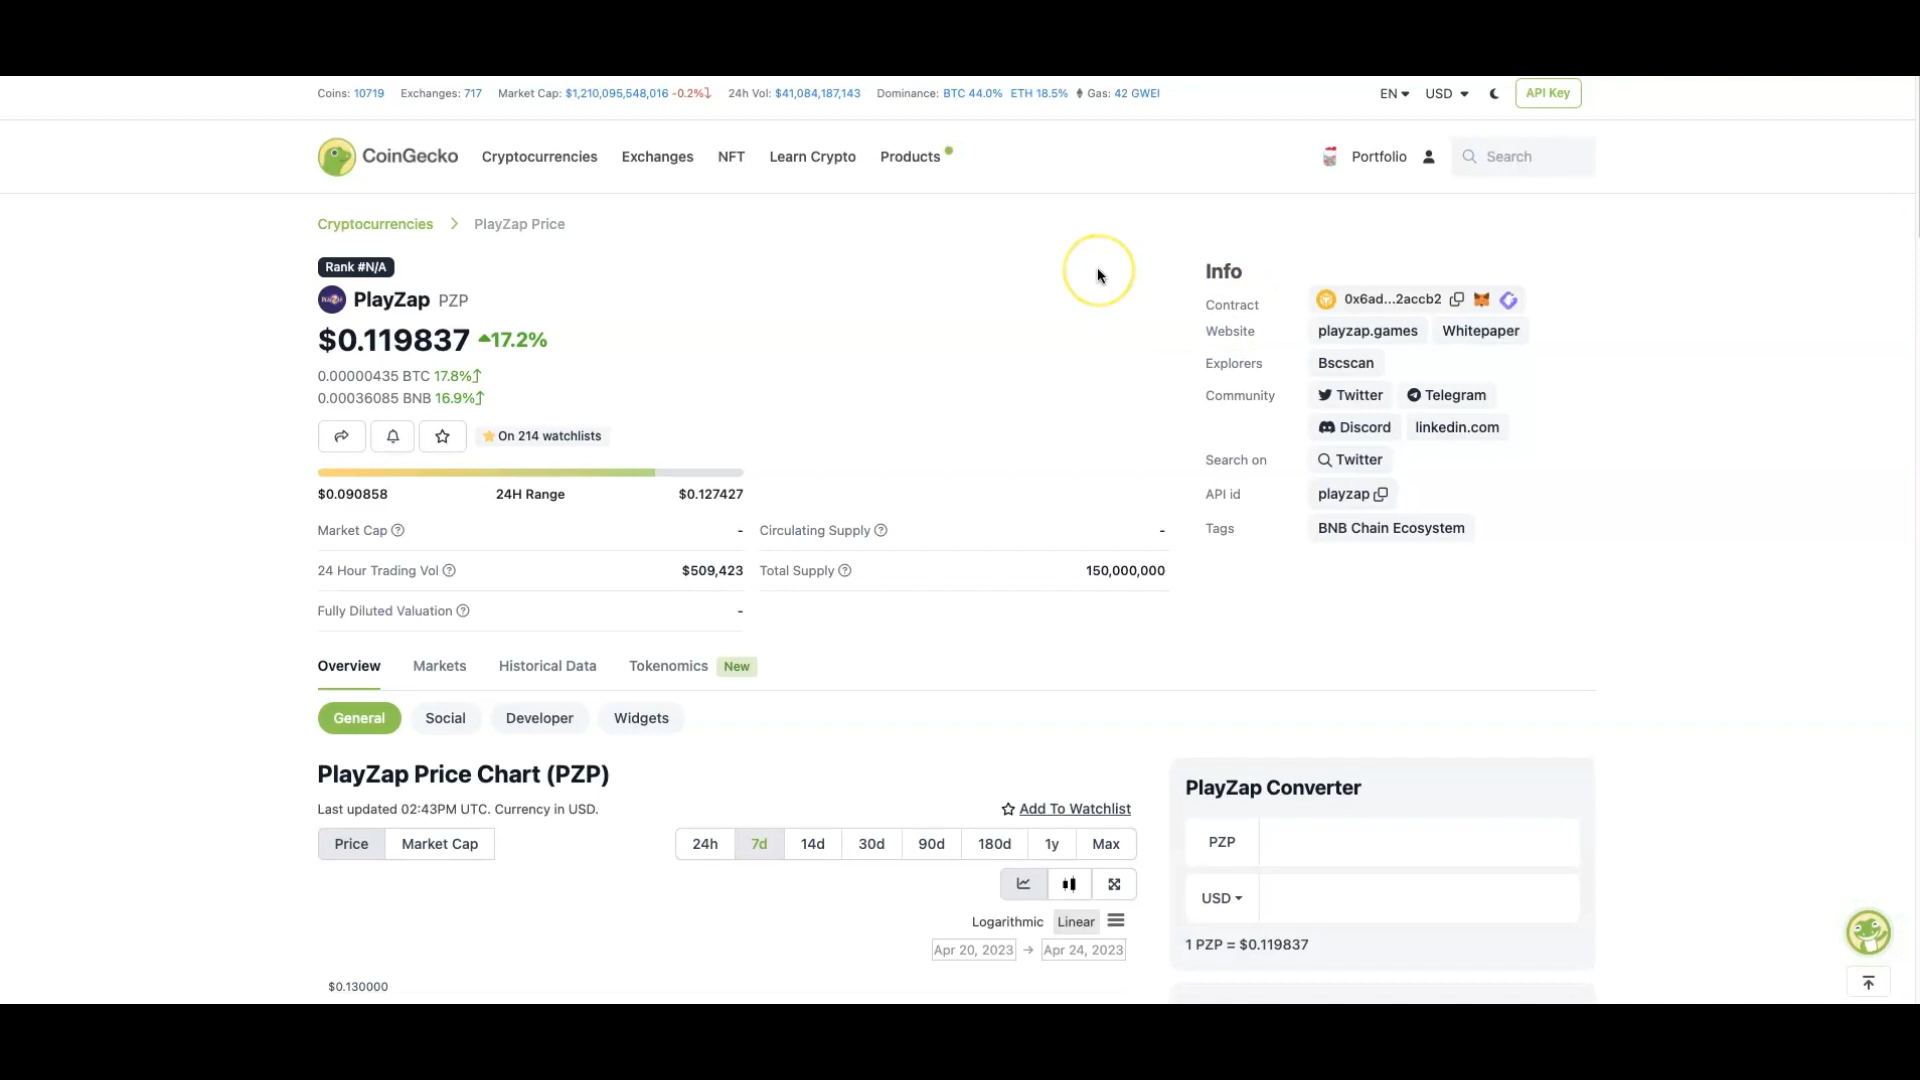 Coins: 10719 Exchanges: 717 Market Cap: $1,210,095,548,016 -0.2% 24h Vol: $41,084,187,143 Dominance: BTC 44.0% ETH 18.5% Gas: 42 GWEI EN USD API Key
CoinGecko Cryptocurrencies Exchanges NFT Learn Crypto Products Portfolio Search
Cryptocurrencies > PlayZap Price
Rank #N/A
PlayZap PZP
$0.119837 17.2%
0.00000435 BTC 17.8%
0.00036085 BNB 16.9%
On 214 watchlists
$0.090858 24H Range $0.127427
Market Cap - Circulating Supply -
24 Hour Trading Vol $509,423 Total Supply 150,000,000
Fully Diluted Valuation -
Info
Contract 0x6ad...2accb2
Website playzap.games Whitepaper
Explorers Bscscan
Community Twitter Telegram
Discord linkedin.com
Search on Twitter
API id playzap
Tags BNB Chain Ecosystem
Overview Markets Historical Data Tokenomics New
General Social Developer Widgets
PlayZap Price Chart (PZP)
Last updated 02:43PM UTC. Currency in USD.
Add To Watchlist
Price Market Cap 24h 7d 14d 30d 90d 180d 1y Max
Logarithmic Linear
Apr 20, 2023 → Apr 24, 2023
$0.130000
PlayZap Converter
PZP
USD
1 PZP = $0.119837